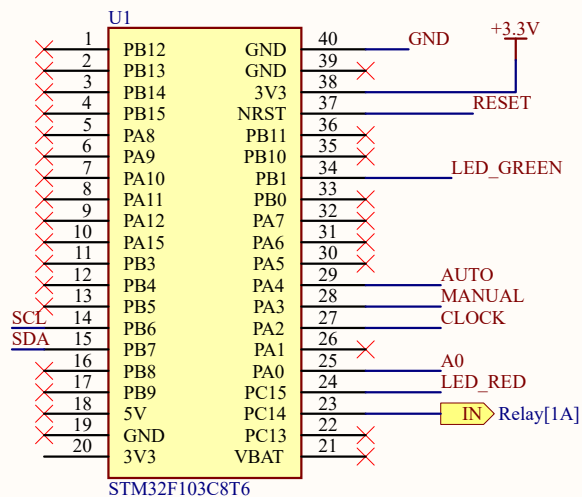 U1
+3.3V
1 PB12 GND 40 GND
2 PB13 GND 39
3 PB14 3V3 38
4 PB15 NRST 37 RESET
5 PA8 PB11 36
6 PA9 PB10 35
7 PA10 PB1 34 LED_GREEN
8 PA11 PB0 33
9 PA12 PA7 32
10 PA15 PA6 31
11 PB3 PA5 30
12 PB4 PA4 29 AUTO
13 PB5 PA3 28 MANUAL
SCL 14 PB6 PA2 27 CLOCK
SDA 15 PB7 PA1 26
16 PB8 PA0 25 A0
17 PB9 PC15 24 LED_RED
18 5V PC14 23 IN Relay[1A]
19 GND PC13 22
20 3V3 VBAT 21
STM32F103C8T6